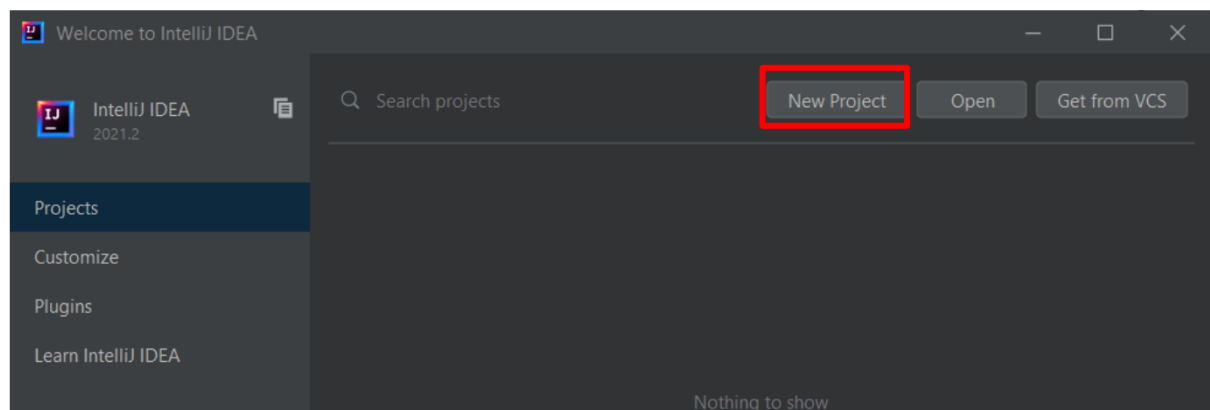 Welcome to IntelliJ IDEA
IntelliJ IDEA
2021.2
Search projects
New Project
Open
Get from VCS
Projects
Customize
Plugins
Learn IntelliJ IDEA
Nothing to show